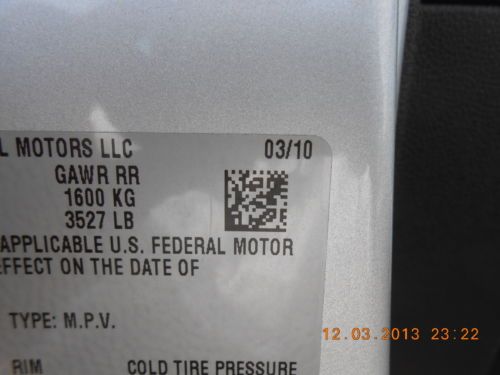 L MOTORS LLC 03/10
GAWR RR
1600 KG
3527 LB
APPLICABLE U.S. FEDERAL MOTOR
EFFECT ON THE DATE OF
TYPE: M.P.V.
12.03.2013 23:22
RIM COLD TIRE PRESSURE